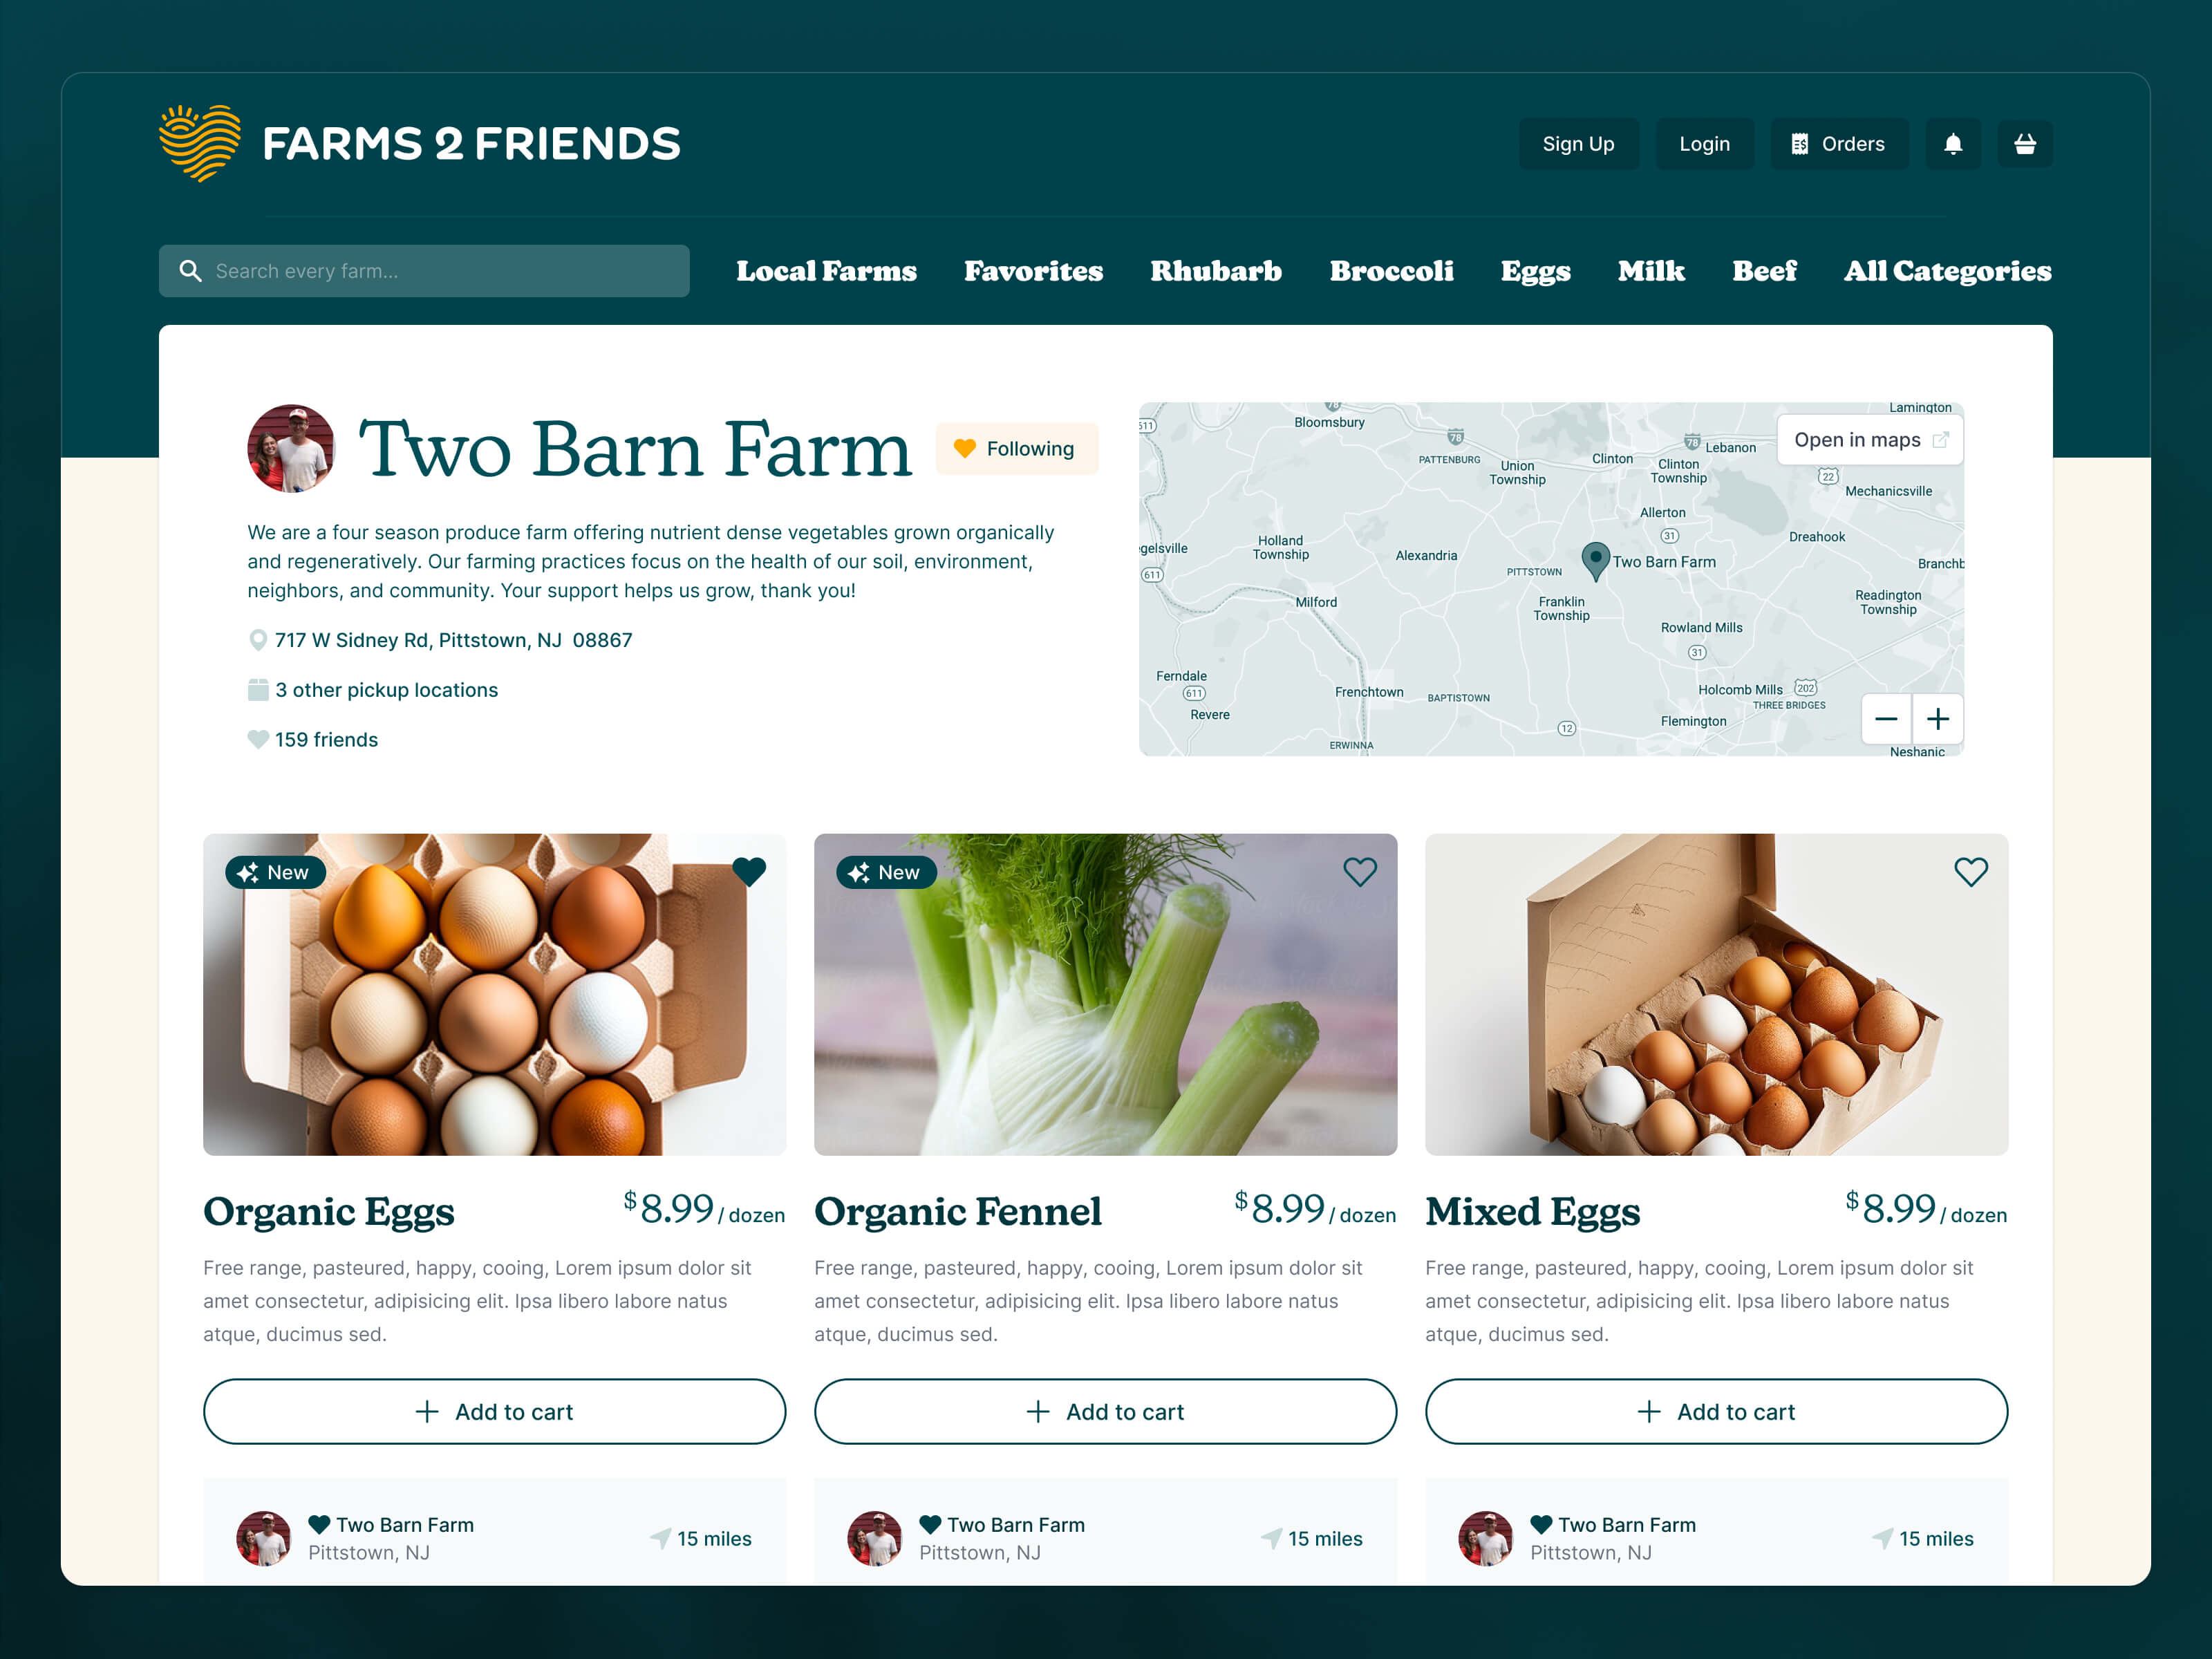 FARMS 2 FRIENDS
Sign Up
Login
Orders
Search every farm...
Local Farms
Favorites
Rhubarb
Broccoli
Eggs
Milk
Beef
All Categories
Two Barn Farm
Following
We are a four season produce farm offering nutrient dense vegetables grown organically
and regeneratively. Our farming practices focus on the health of our soil, environment,
neighbors, and community. Your support helps us grow, thank you!
717 W Sidney Rd, Pittstown, NJ 08867
3 other pickup locations
159 friends
Lamington
78
611
Bloomsbury
Open in maps
78
PATTENBURG
Union
Township
Clinton
Clinton
Township
78
Lebanon
22
Mechanicsville
Allerton
31
Dreahook
gelsville
Holland
Township
Alexandria
PITTSTOWN
Two Barn Farm
Branchb
611
Milford
Franklin
Township
Readington
Township
Rowland Mills
31
Ferndale
611
Revere
Frenchtown
BAPTISTOWN
Holcomb Mills
202
THREE BRIDGES
12
Flemington
ERWINNA
Neshanic
New
New
Organic Eggs
$8.99 / dozen
Free range, pasteured, happy, cooing, Lorem ipsum dolor sit
amet consectetur, adipisicing elit. Ipsa libero labore natus
atque, ducimus sed.
Add to cart
Two Barn Farm
Pittstown, NJ
15 miles
Organic Fennel
$8.99 / dozen
Free range, pasteured, happy, cooing, Lorem ipsum dolor sit
amet consectetur, adipisicing elit. Ipsa libero labore natus
atque, ducimus sed.
Add to cart
Two Barn Farm
Pittstown, NJ
15 miles
Mixed Eggs
$8.99 / dozen
Free range, pasteured, happy, cooing, Lorem ipsum dolor sit
amet consectetur, adipisicing elit. Ipsa libero labore natus
atque, ducimus sed.
Add to cart
Two Barn Farm
Pittstown, NJ
15 miles